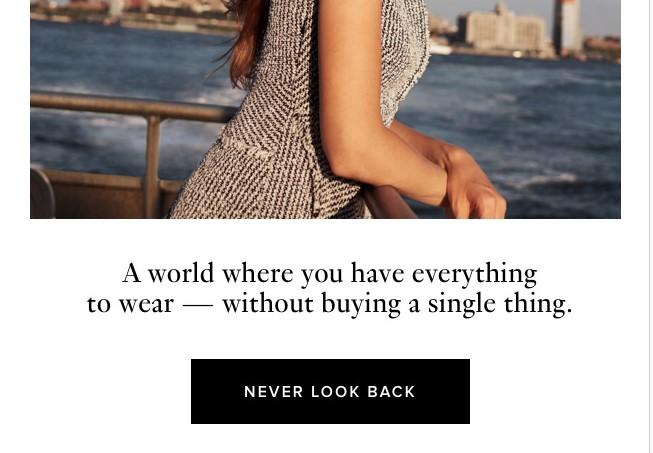 A world where you have everything
to wear — without buying a single thing.
NEVER LOOK BACK